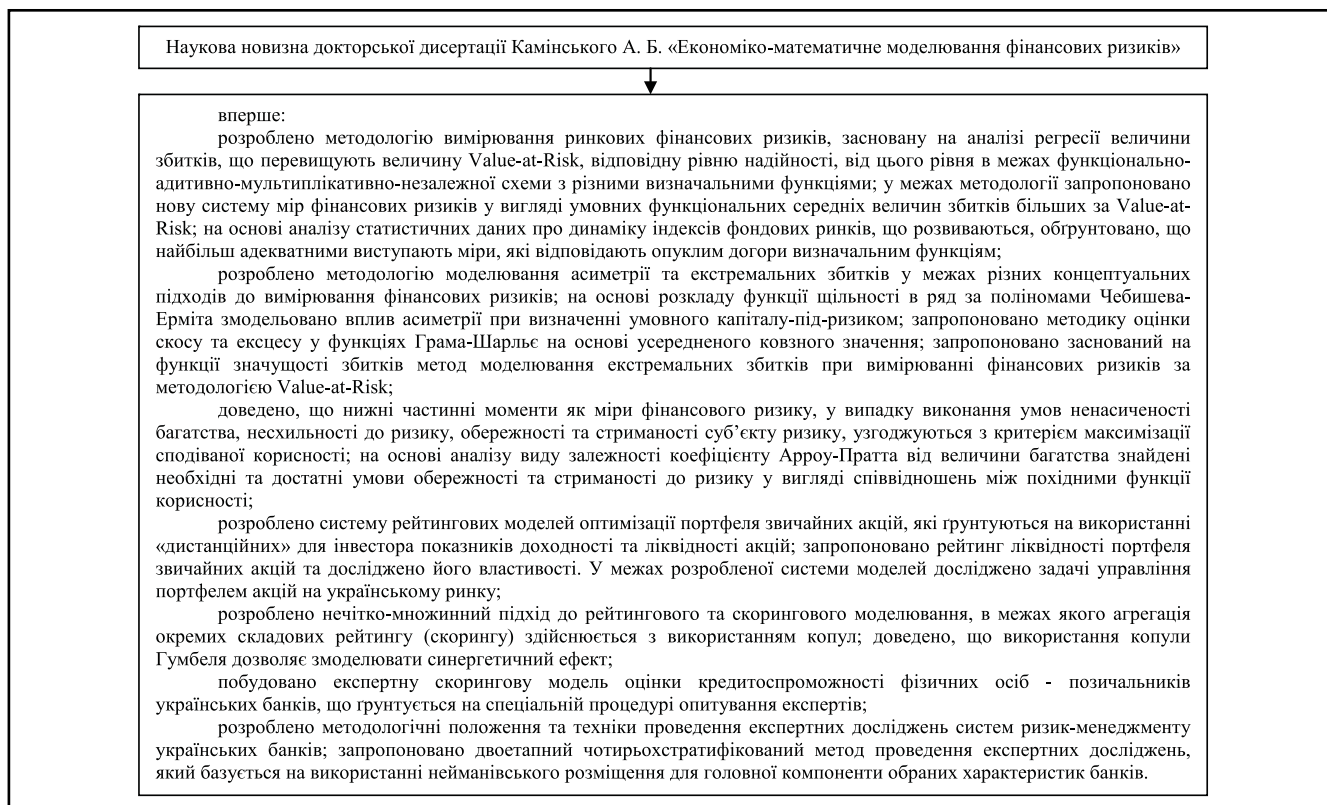 Наукова новизна докторської дисертації Камінського А. Б. «Економіко-математичне моделювання фінансових ризиків»
вперше:
розроблено методологію вимірювання ринкових фінансових ризиків, засновану на аналізі регресії величини
збитків, що перевищують величину Value-at-Risk, відповідну рівню надійності, від цього рівня в межах функціонально-
адитивно-мультиплікативно-незалежної схеми з різними визначальними функціями; у межах методології запропоновано
нову систему мір фінансових ризиків у вигляді умовних функціональних середніх величин збитків більших за Value-at-
Risk; на основі аналізу статистичних даних про динаміку індексів фондових ринків, що розвиваються, обґрунтовано, що
найбільш адекватними виступають міри, які відповідають опуклим догори визначальним функціям;
розроблено методологію моделювання асиметрії та екстремальних збитків у межах різних концептуальних
підходів до вимірювання фінансових ризиків; на основі розкладу функції щільності в ряд за поліномами Чебишева-
Ерміта змодельовано вплив асиметрії при визначенні умовного капіталу-під-ризиком; запропоновано методику оцінки
скосу та ексцесу у функціях Грама-Шарльє на основі усередненого ковзного значення; запропоновано заснований на
функції значущості збитків метод моделювання екстремальних збитків при вимірюванні фінансових ризиків за
методологією Value-at-Risk;
доведено, що нижні частинні моменти як міри фінансового ризику, у випадку виконання умов ненасиченості
багатства, несхильності до ризику, обережності та стриманості суб’єкту ризику, узгоджуються з критерієм максимізації
сподіваної корисності; на основі аналізу виду залежності коефіцієнту Арроу-Пратта від величини багатства знайдені
необхідні та достатні умови обережності та стриманості до ризику у вигляді співвідношень між похідними функції
корисності;
розроблено систему рейтингових моделей оптимізації портфеля звичайних акцій, які ґрунтуються на використанні
«дистанційних» для інвестора показників доходності та ліквідності акцій; запропоновано рейтинг ліквідності портфеля
звичайних акцій та досліджено його властивості. У межах розробленої системи моделей досліджено задачі управління
портфелем акцій на українському ринку;
розроблено нечітко-множинний підхід до рейтингового та скорингового моделювання, в межах якого агрегація
окремих складових рейтингу (скорингу) здійснюється з використанням копул; доведено, що використання копули
Гумбеля дозволяє змоделювати синергетичний ефект;
побудовано експертну скорингову модель оцінки кредитоспроможності фізичних осіб - позичальників
українських банків, що ґрунтується на спеціальній процедурі опитування експертів;
розроблено методологічні положення та техніки проведення експертних досліджень систем ризик-менеджменту
українських банків; запропоновано двоетапний чотирьохстратифікований метод проведення експертних досліджень,
який базується на використанні нейманівського розміщення для головної компоненти обраних характеристик банків.